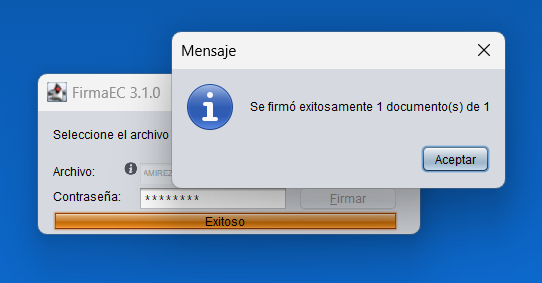 Mensaje
Se firmó exitosamente 1 documento(s) de 1
Aceptar
FirmaEC 3.1.0
Seleccione el archivo
Archivo:
Contraseña: ********
Firmar
Exitoso